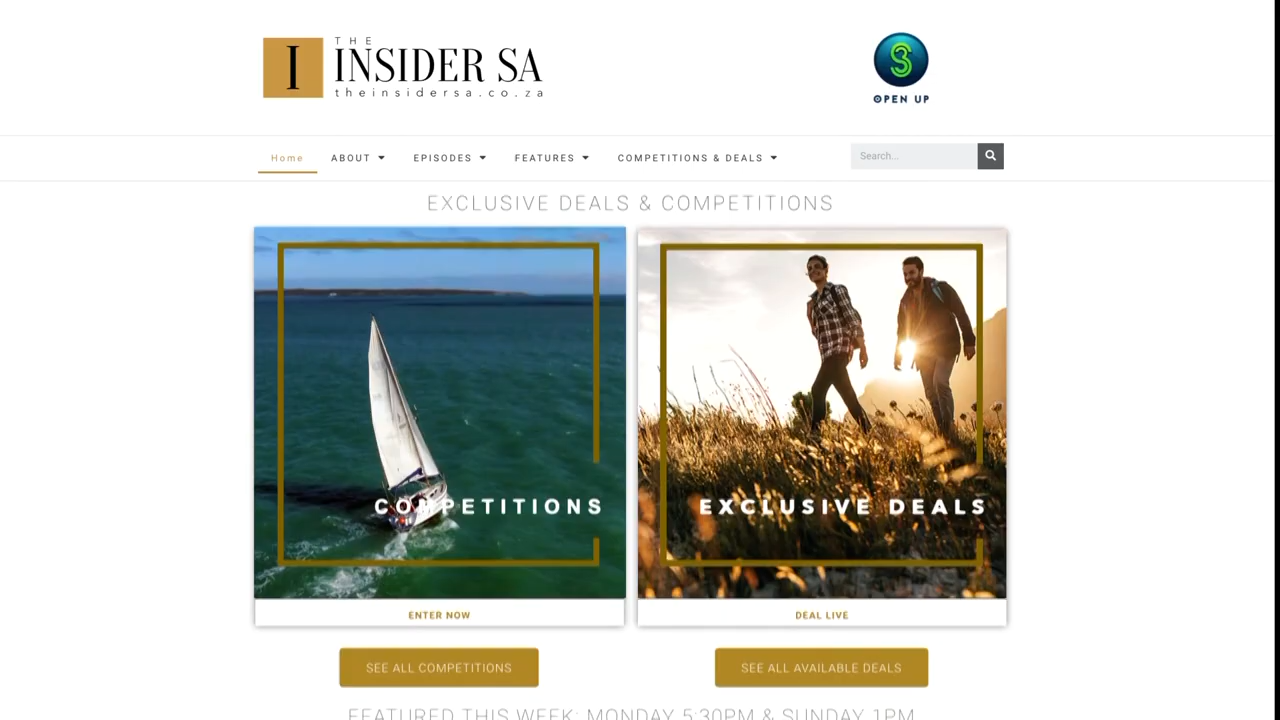 I
THE
INSIDER SA
theinsidersa.co.za
S3
OPEN UP
Home
ABOUT
EPISODES
FEATURES
COMPETITIONS & DEALS
Search...
EXCLUSIVE DEALS & COMPETITIONS
COMPETITIONS
EXCLUSIVE DEALS
ENTER NOW
DEAL LIVE
SEE ALL COMPETITIONS
SEE ALL AVAILABLE DEALS
FEATURED THIS WEEK: MONDAY 5:30PM & SUNDAY 1PM